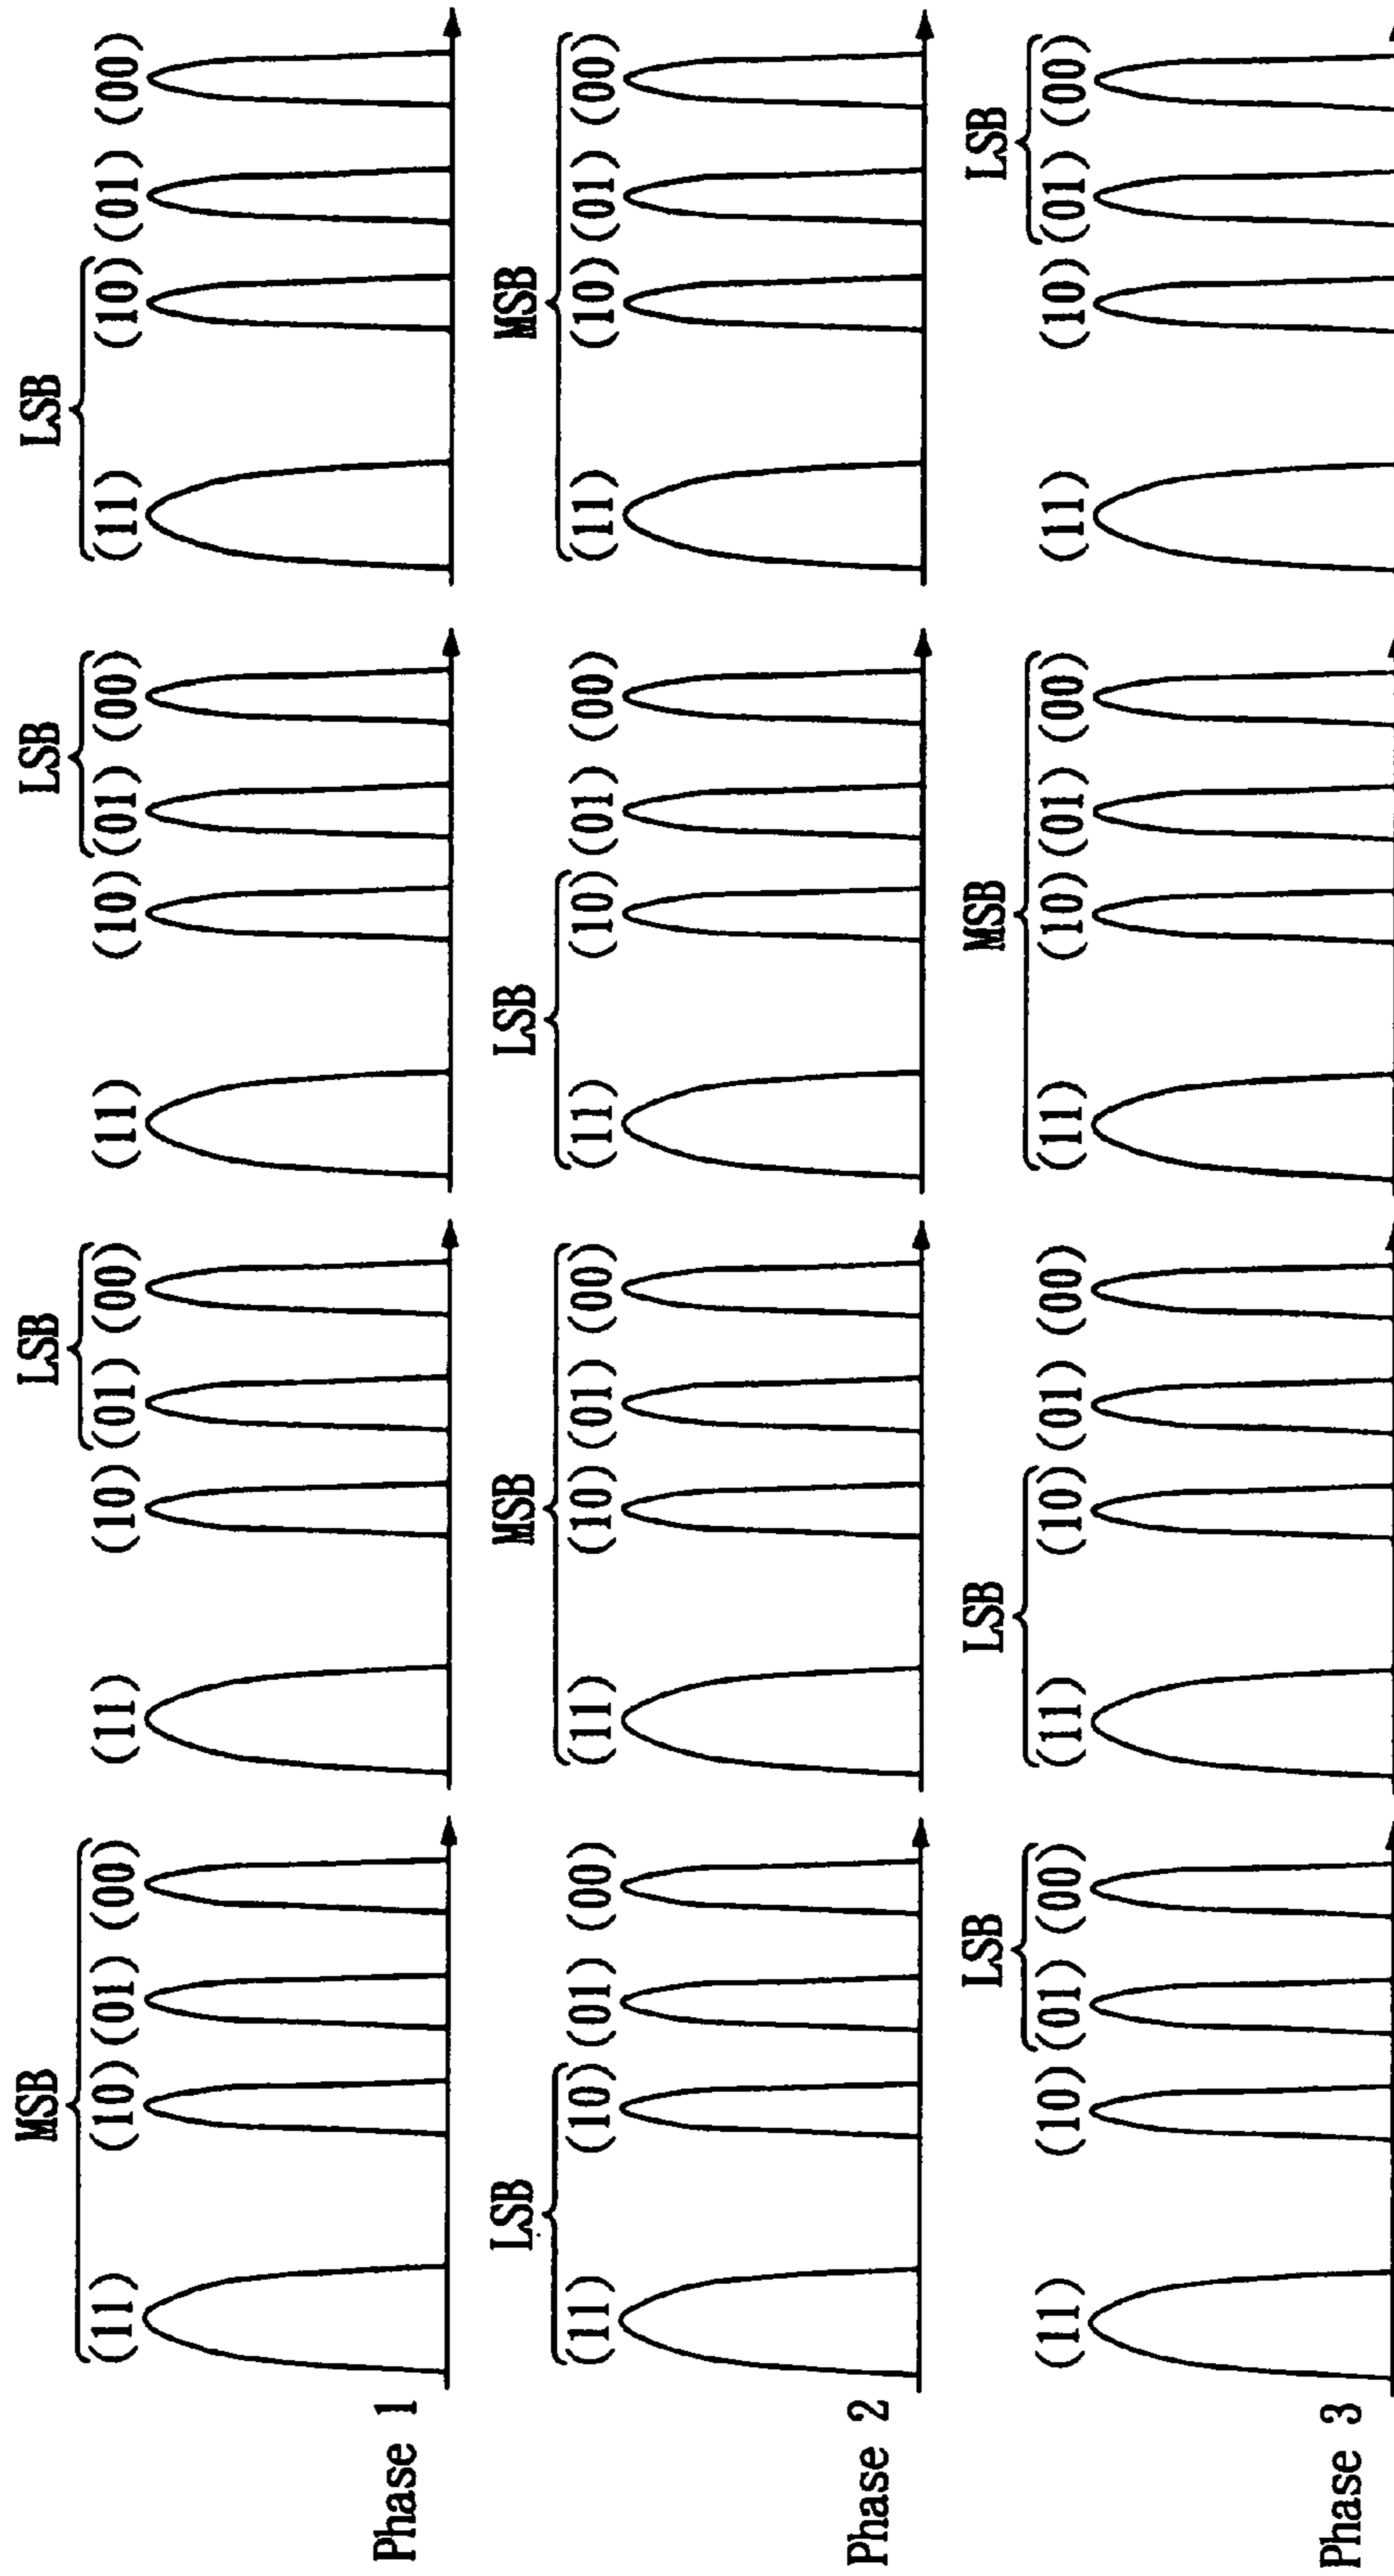 MSB LSB LSB LSB
(11) (10) (01) (00) (11) (10) (01) (00) (11) (10) (01) (00) (11) (10) (01) (00)
Phase 1
LSB MSB LSB MSB
(11) (10) (01) (00) (11) (10) (01) (00) (11) (10) (01) (00) (11) (10) (01) (00)
Phase 2
LSB LSB MSB LSB
(11) (10) (01) (00) (11) (10) (01) (00) (11) (10) (01) (00) (11) (10) (01) (00)
Phase 3